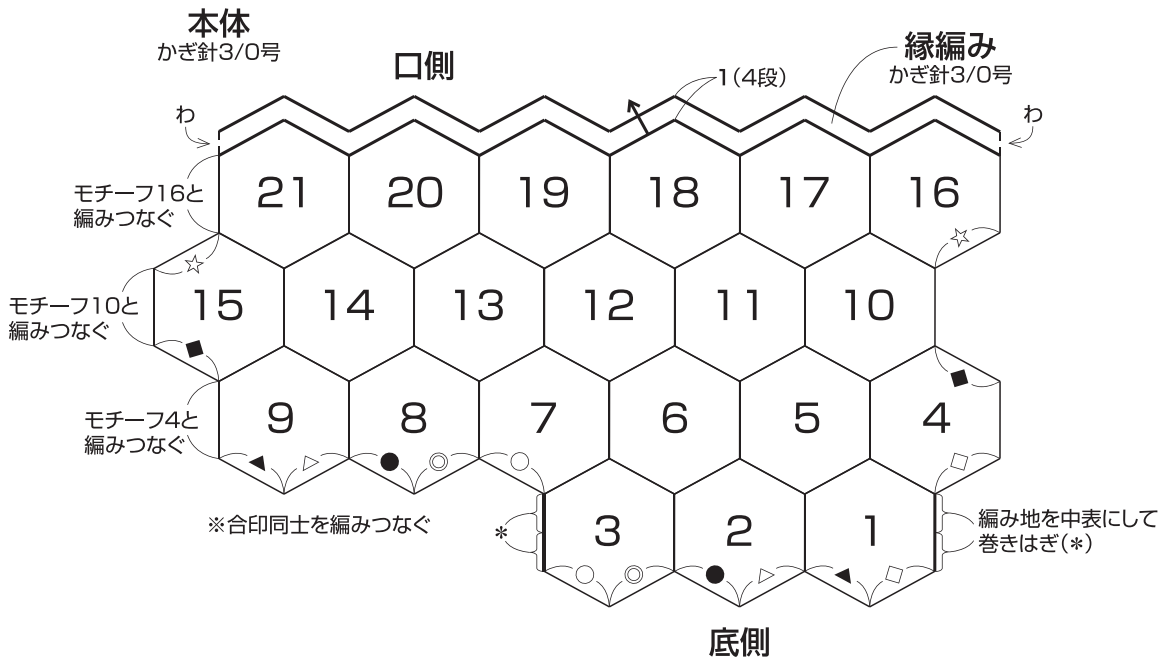 本体
かぎ針3/0号
口側
1(4段)
縁編み
かぎ針3/0号
わ
わ
モチーフ16と
編みつなぐ
21
20
19
18
17
16
☆
☆
モチーフ10と
編みつなぐ
15
14
13
12
11
10
■
■
モチーフ4と
編みつなぐ
9
8
7
6
5
4
◀
▷
●
◎
○
◇
※合印同士を編みつなぐ
*
3
2
1
編み地を中表にして
巻きはぎ(*)
○
◎
●
▷
◀
◇
底側